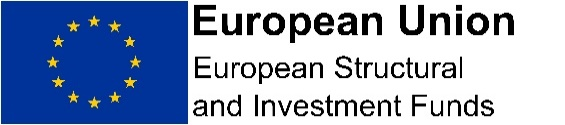 European Union
European Structural
and Investment Funds